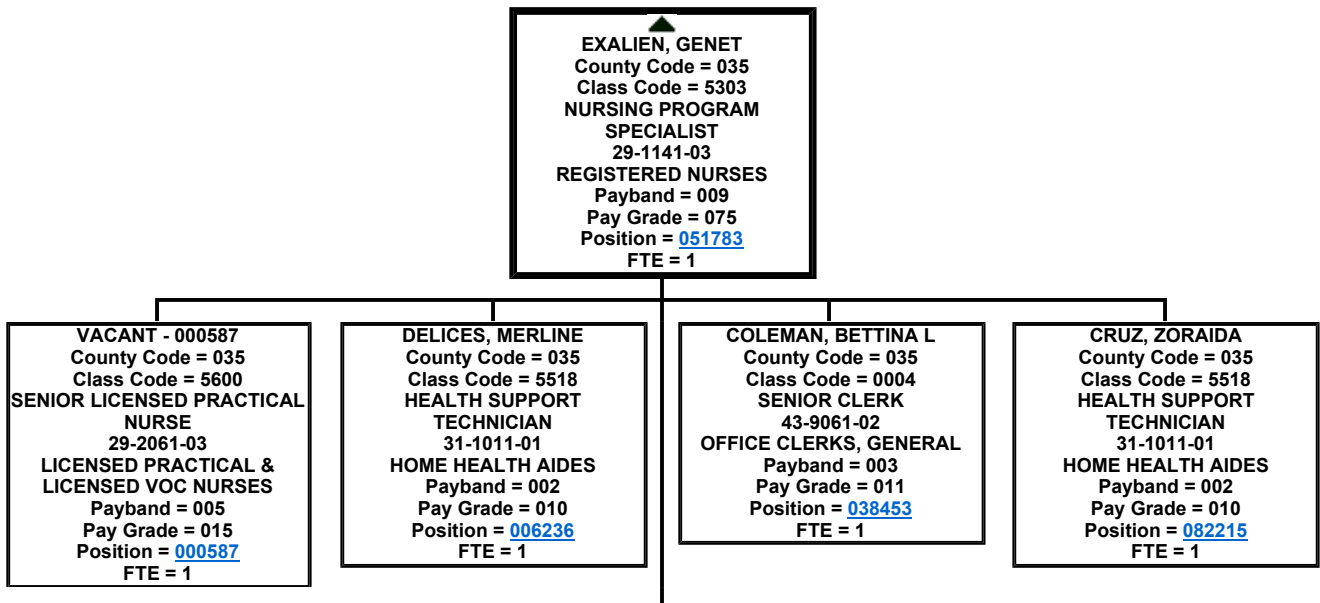 EXALIEN, GENET
County Code = 035
Class Code = 5303
NURSING PROGRAM
SPECIALIST
29-1141-03
REGISTERED NURSES
Payband = 009
Pay Grade = 075
Position = 051783
FTE = 1
VACANT - 000587
County Code = 035
Class Code = 5600
SENIOR LICENSED PRACTICAL
NURSE
29-2061-03
LICENSED PRACTICAL &
LICENSED VOC NURSES
Payband = 005
Pay Grade = 015
Position = 000587
FTE = 1
DELICES, MERLINE
County Code = 035
Class Code = 5518
HEALTH SUPPORT
TECHNICIAN
31-1011-01
HOME HEALTH AIDES
Payband = 002
Pay Grade = 010
Position = 006236
FTE = 1
COLEMAN, BETTINA L
County Code = 035
Class Code = 0004
SENIOR CLERK
43-9061-02
OFFICE CLERKS, GENERAL
Payband = 003
Pay Grade = 011
Position = 038453
FTE = 1
CRUZ, ZORAIDA
County Code = 035
Class Code = 5518
HEALTH SUPPORT
TECHNICIAN
31-1011-01
HOME HEALTH AIDES
Payband = 002
Pay Grade = 010
Position = 082215
FTE = 1